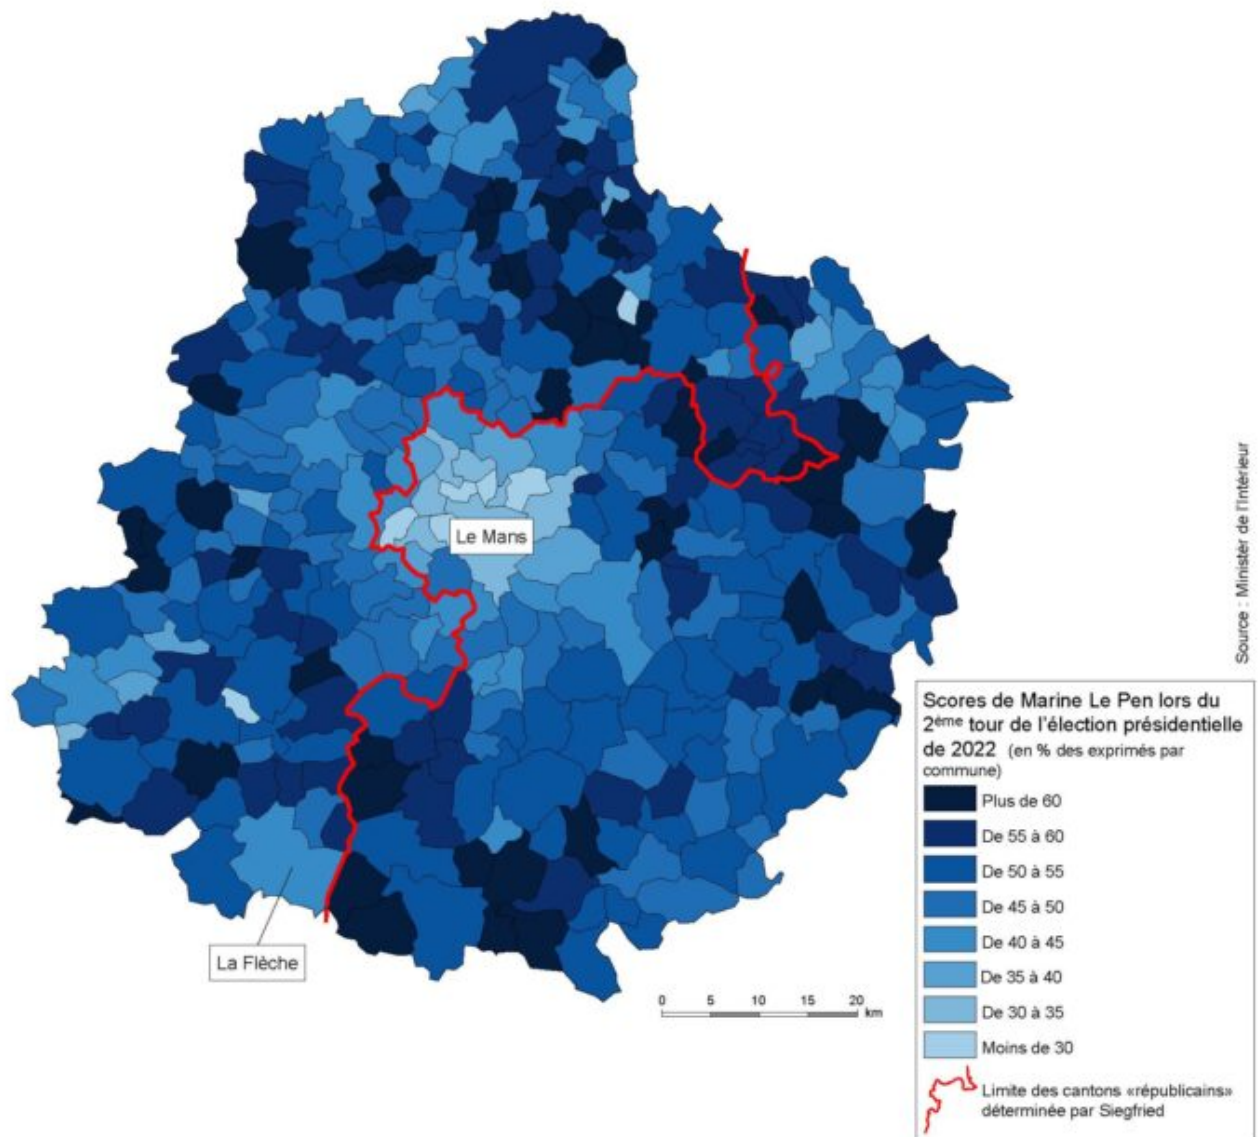 Le Mans
La Flèche
0 5 10 15 20
km
Source : Minister de l'Intérieur
Scores de Marine Le Pen lors du
2ème tour de l'élection présidentielle
de 2022 (en % des exprimés par
commune)
Plus de 60
De 55 à 60
De 50 à 55
De 45 à 50
De 40 à 45
De 35 à 40
De 30 à 35
Moins de 30
Limite des cantons «républicains»
déterminée par Siegfried